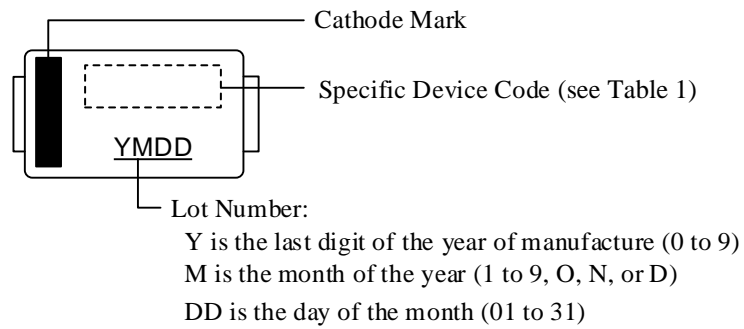 Cathode Mark
Specific Device Code (see Table 1)
YMDD
Lot Number:
Y is the last digit of the year of manufacture (0 to 9)
M is the month of the year (1 to 9, O, N, or D)
DD is the day of the month (01 to 31)